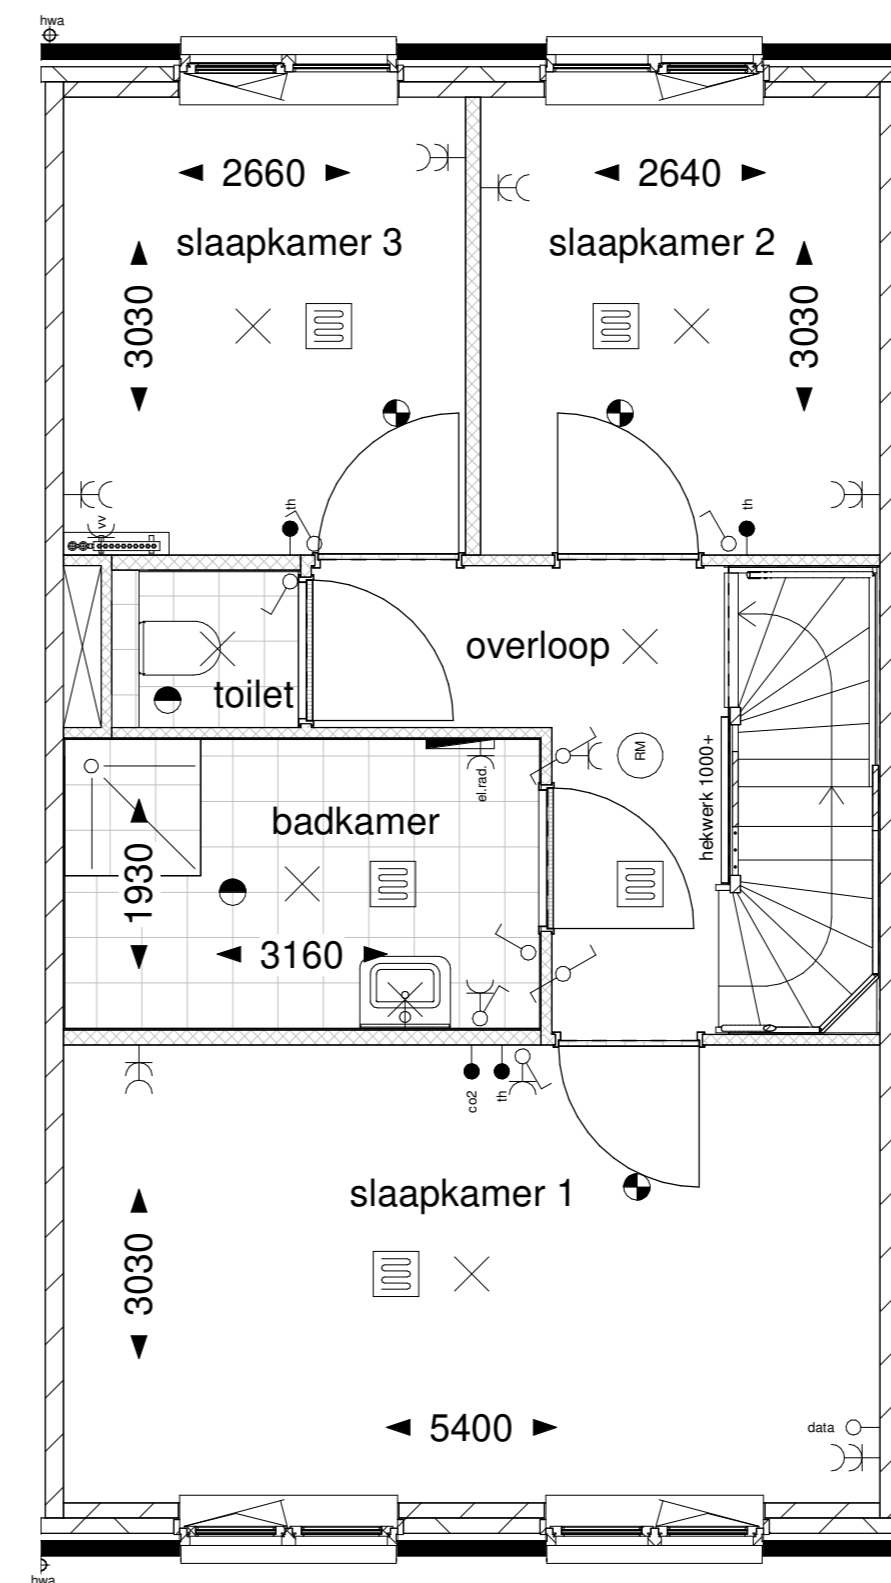 hwa
2660
2640
slaapkamer 3
slaapkamer 2
3030
3030
th
th
vv
overloop
toilet
RM
hekwerk 1000+
el.rad.
badkamer
1930
3160
co2
th
slaapkamer 1
3030
5400
data
hwa